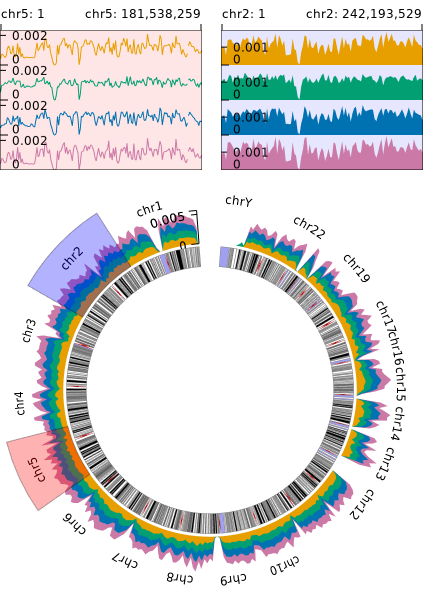 chr5: 1 chr5: 181,538,259 chr2: 1 chr2: 242,193,529
0.002
0
0.001
0
0.002
0
0.001
0
0.002
0
0.001
0
0.002
0
0.001
0
chrY
chr1
0.005
0
chr22
chr2
chr19
chr3
chr17
chr16
chr15
chr4
chr14
chr5
chr13
chr12
chr6
chr7
chr10
chr8
chr9